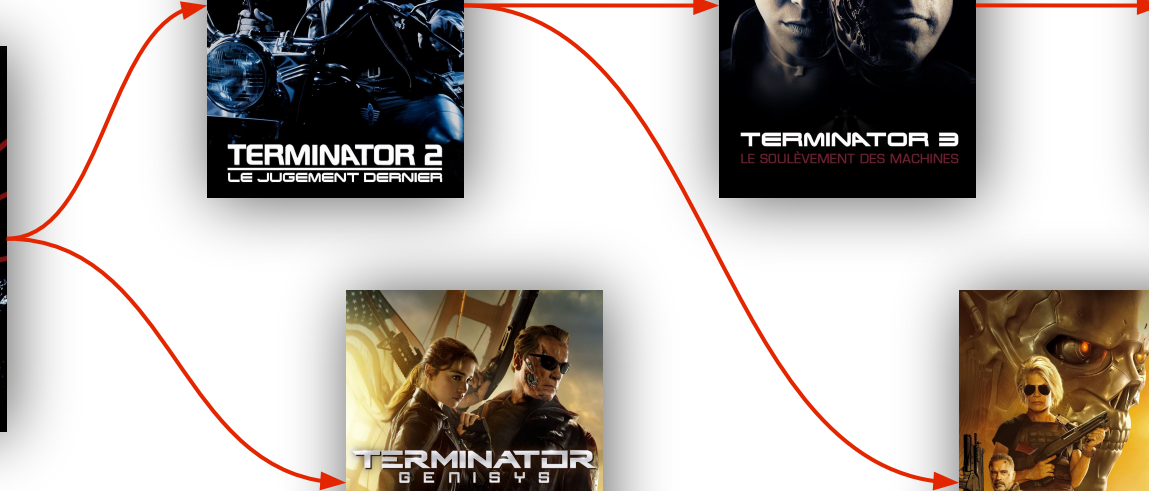 TERMINATOR 2
LE JUGEMENT DERNIER
TERMINATOR 3
LE SOULÈVEMENT DES MACHINES
TERMINATOR
GENISYS